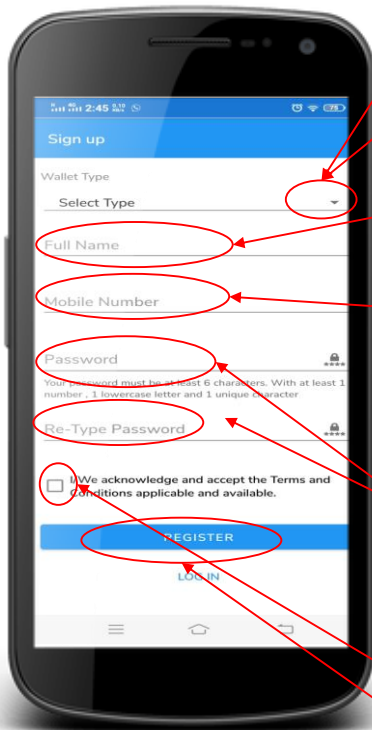 2:45
Sign up
Wallet Type
Select Type
Full Name
Mobile Number
Password
Your password must be at least 6 characters. With at least 1
number , 1 lowercase letter and 1 unique character
Re-Type Password
I/We acknowledge and accept the Terms and
Conditions applicable and available.
REGISTER
LOG IN